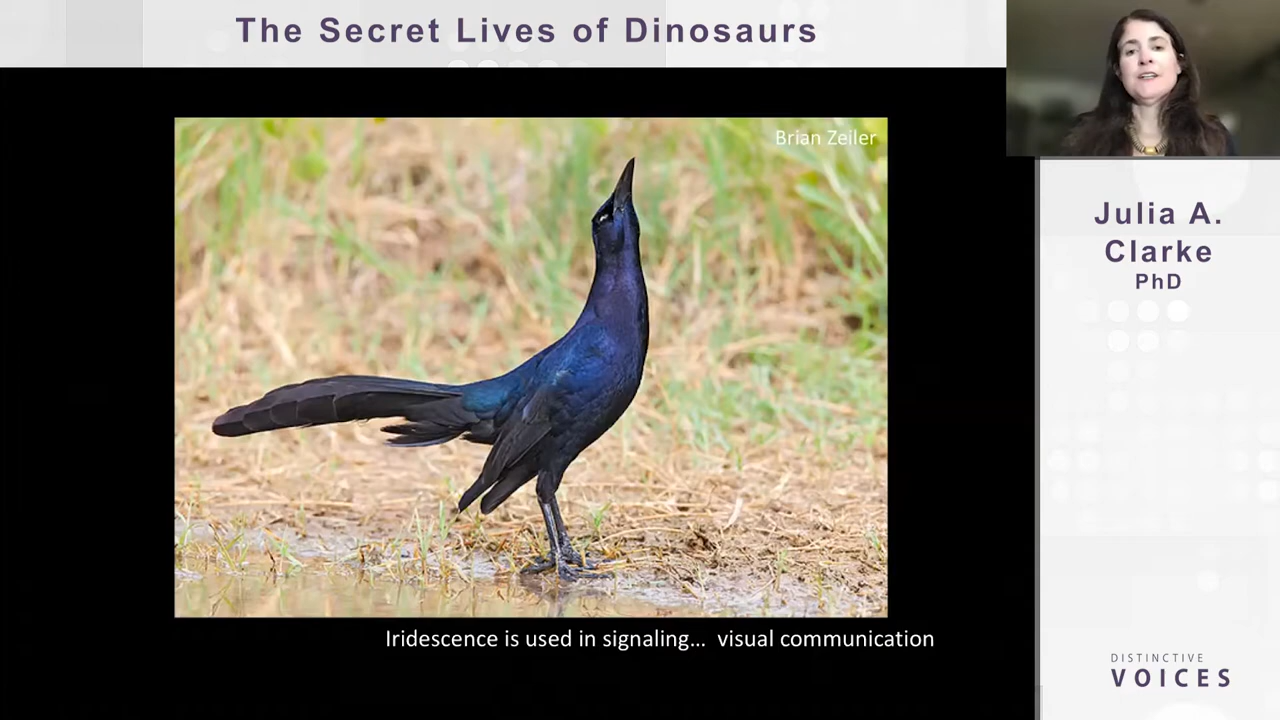 The Secret Lives of Dinosaurs
Brian Zeiler
Julia A.
Clarke
PhD
Iridescence is used in signaling... visual communication
DISTINCTIVE
VOICES